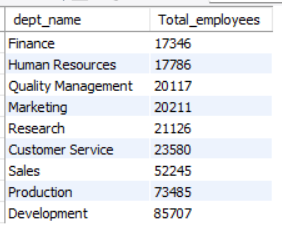 dept_name Total_employees
Finance 17346
Human Resources 17786
Quality Management 20117
Marketing 20211
Research 21126
Customer Service 23580
Sales 52245
Production 73485
Development 85707